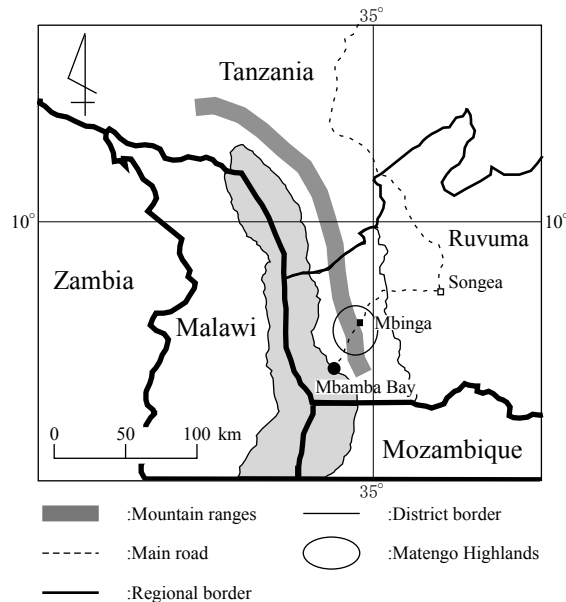 35°
Tanzania
10°
10
Ruvuma
Zambia
Songea
Malawi
Mbinga
Mbamba Bay
0 50 100 km
Mozambique
35°
:Mountain ranges
:District border
:Main road
:Matengo Highlands
:Regional border